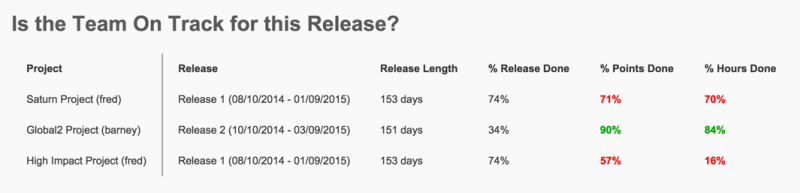 Is the Team On Track for this Release?
Project Release Release Length % Release Done % Points Done % Hours Done
Saturn Project (fred) Release 1 (08/10/2014 - 01/09/2015) 153 days 74% 71% 70%
Global2 Project (barney) Release 2 (10/10/2014 - 03/09/2015) 151 days 34% 90% 84%
High Impact Project (fred) Release 1 (08/10/2014 - 01/09/2015) 153 days 74% 57% 16%